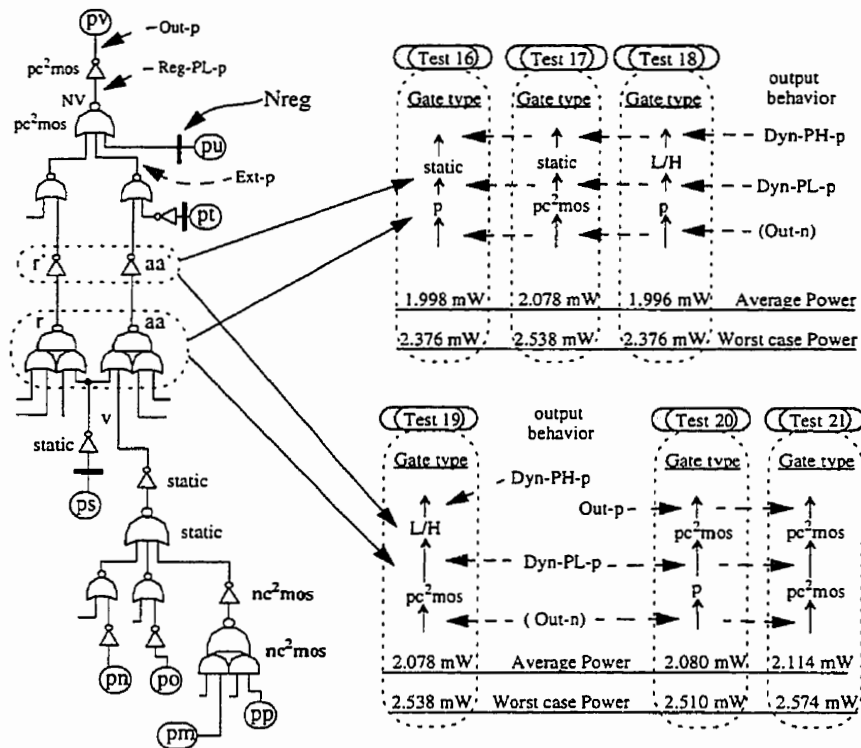 pv
Out-p
pc²mos
Reg-PL-p
NV
Nreg
pc²mos
pu
Ext-p
pt
r'
aa'
r
aa
v
static
ps
static
static
nc²mos
nc²mos
pn
po
pp
pm
Test 16
Test 17
Test 18
output
behavior
Gate type
Gate type
Gate type
Dyn-PH-p
static
static
L/H
Dyn-PL-p
p
pc²mos
p
(Out-n)
1.998 mW
2.078 mW
1.996 mW
Average Power
2.376 mW
2.538 mW
2.376 mW
Worst case Power
Test 19
output
behavior
Test 20
Test 21
Gate type
Gate type
Gate type
Dyn-PH-p
L/H
Out-p
pc²mos
pc²mos
Dyn-PL-p
pc²mos
p
pc²mos
( Out-n)
2.078 mW
Average Power
2.080 mW
2.114 mW
2.538 mW
Worst case Power
2.510 mW
2.574 mW